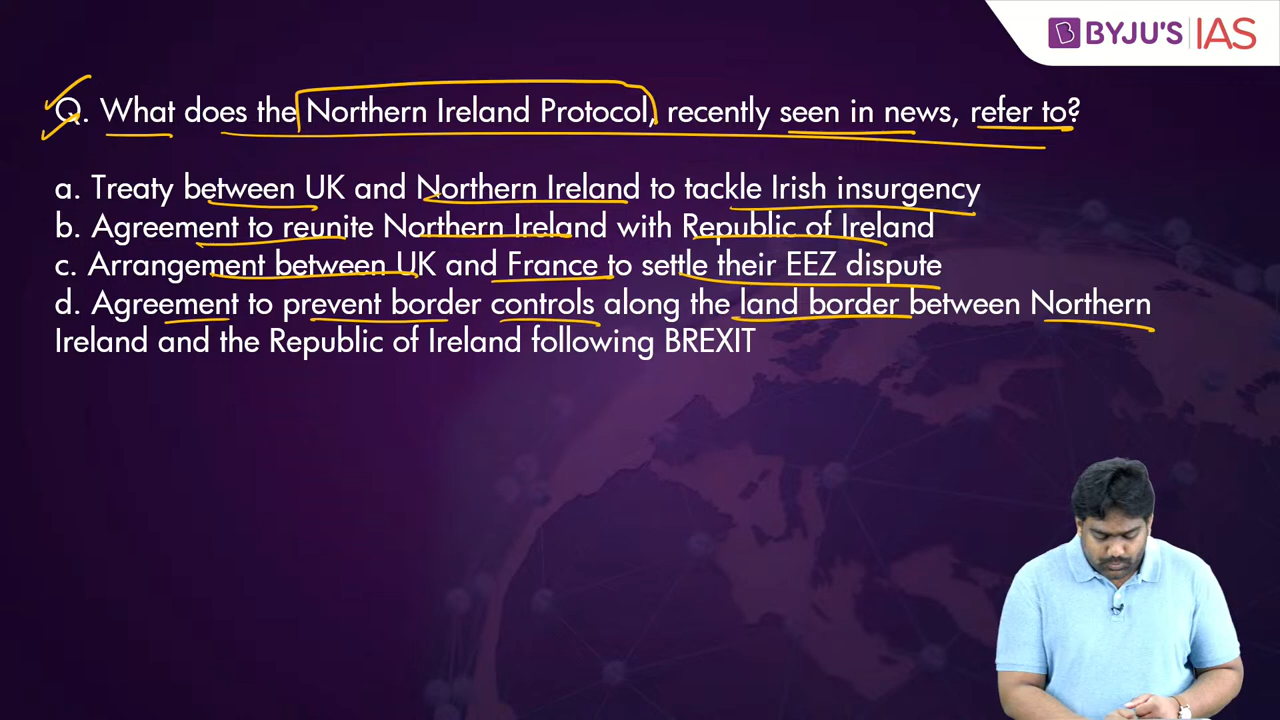 BYJU'S IAS
Q. What does the Northern Ireland Protocol, recently seen in news, refer to?
a. Treaty between UK and Northern Ireland to tackle Irish insurgency
b. Agreement to reunite Northern Ireland with Republic of Ireland
c. Arrangement between UK and France to settle their EEZ dispute
d. Agreement to prevent border controls along the land border between Northern
Ireland and the Republic of Ireland following BREXIT